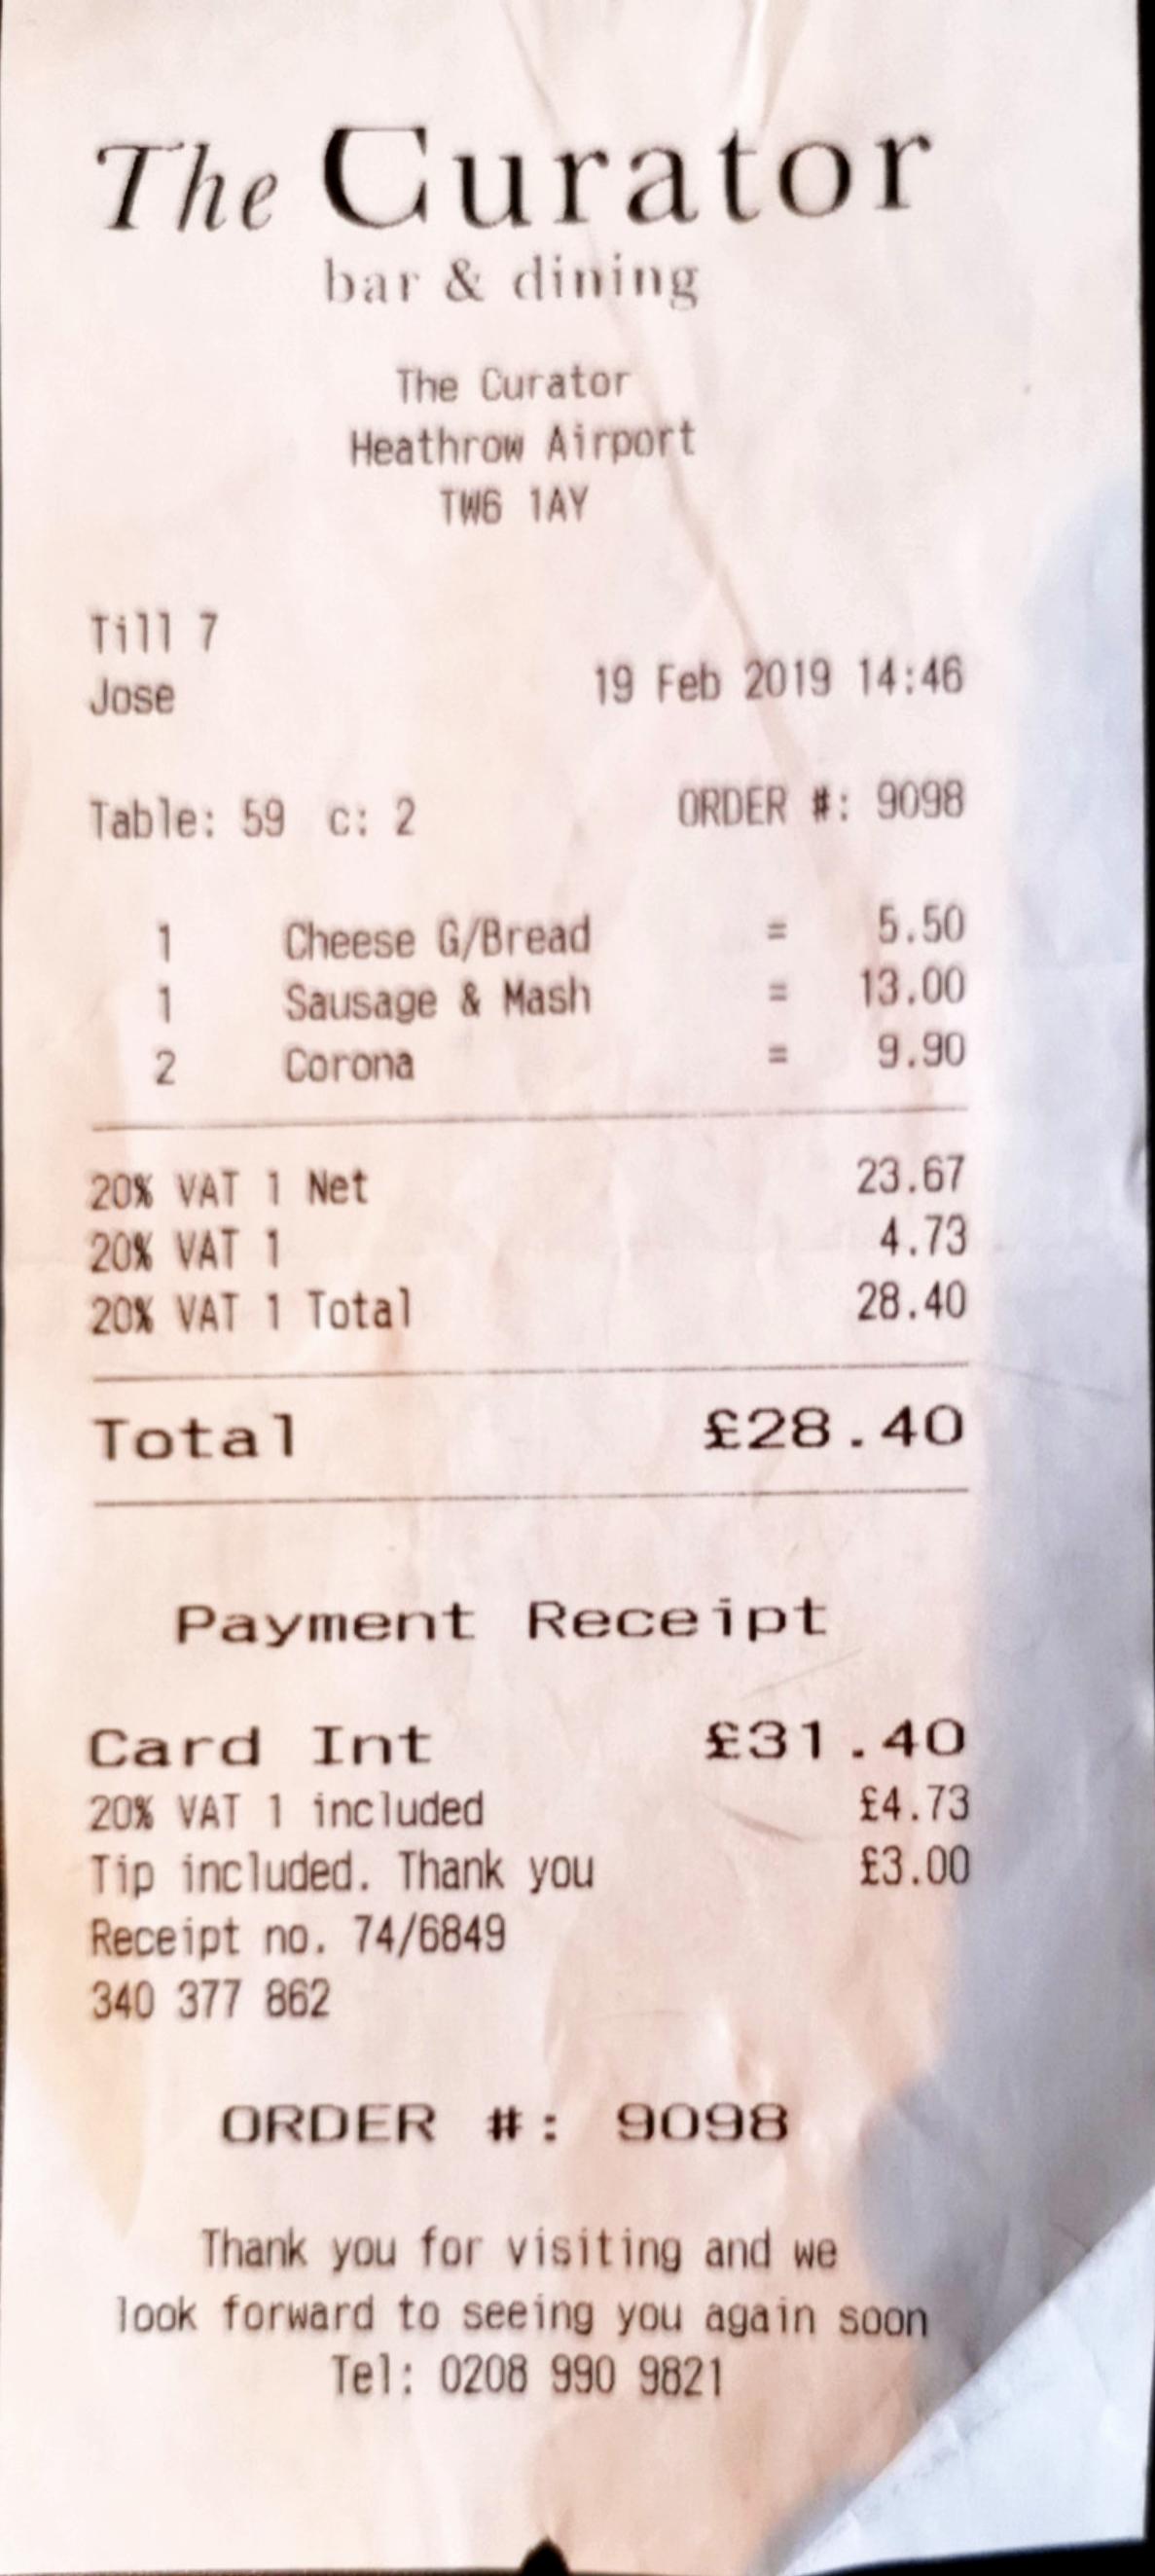 The Curator
bar & dining
The Curator
Heathrow Airport
TW6 1AY
Till 7
Jose 19 Feb 2019 14:46
Table: 59 c: 2 ORDER #: 9098
1 Cheese G/Bread = 5.50
1 Sausage & Mash = 13.00
2 Corona = 9.90
20% VAT 1 Net 23.67
20% VAT 1 4.73
20% VAT 1 Total 28.40
Total £28.40
Payment Receipt
Card Int £31.40
20% VAT 1 included £4.73
Tip included. Thank you £3.00
Receipt no. 74/6849
340 377 862
ORDER #: 9098
Thank you for visiting and we
look forward to seeing you again soon
Tel: 0208 990 9821